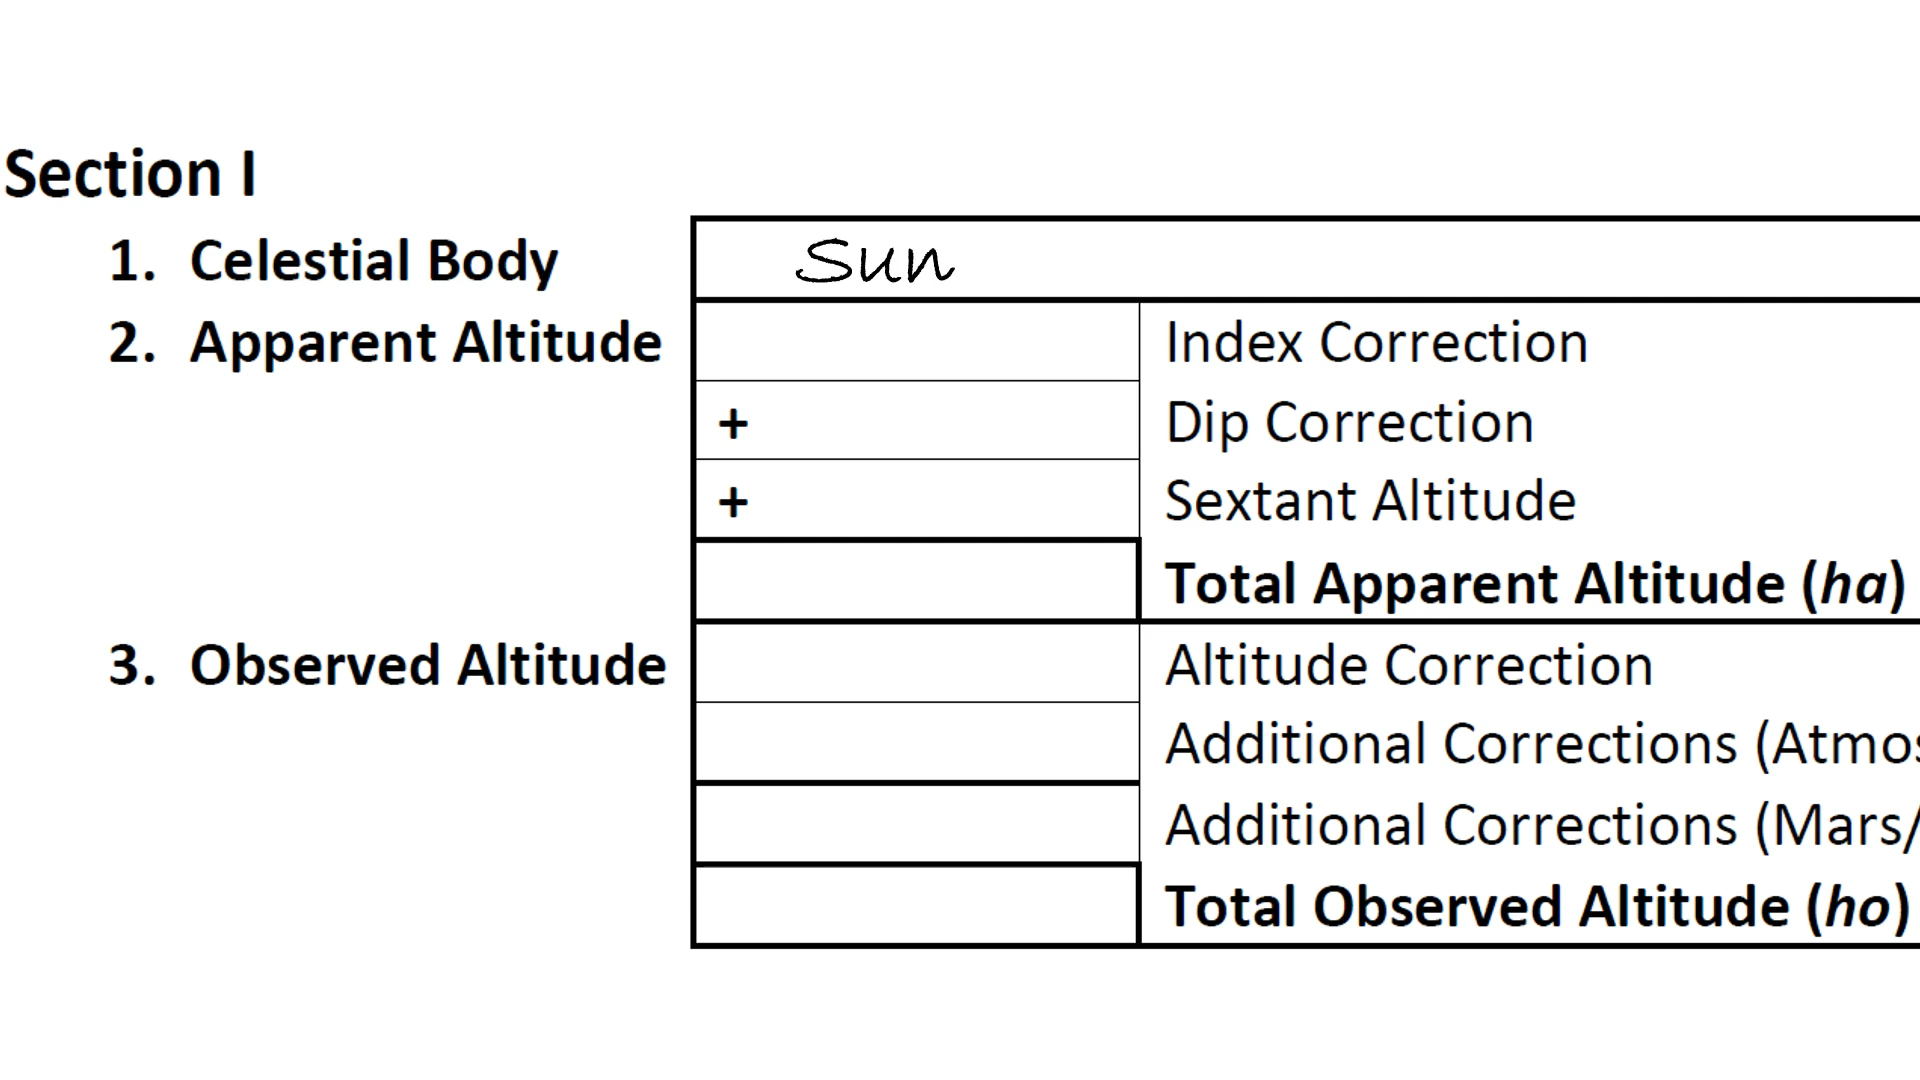 Section I
1. Celestial Body Sun
2. Apparent Altitude Index Correction
+ Dip Correction
+ Sextant Altitude
Total Apparent Altitude (ha)
3. Observed Altitude Altitude Correction
Additional Corrections (Atmos
Additional Corrections (Mars/
Total Observed Altitude (ho)